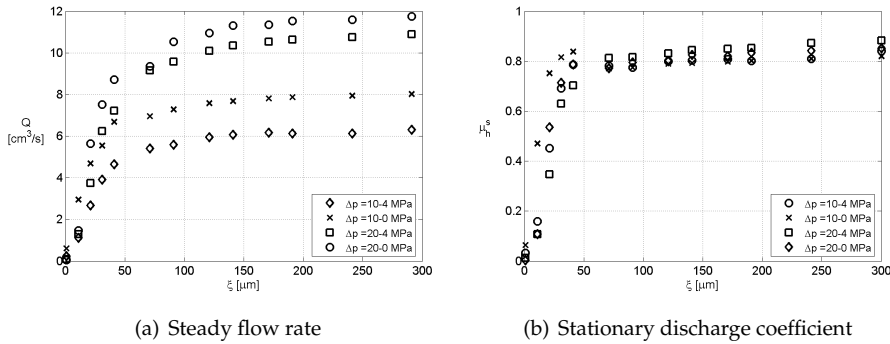 12
10
8
6
4
2
0
Q
[cm³/s]
0 50 100 150 200 250 300
ξ [μm]
Δp =10-4 MPa
Δp =10-0 MPa
Δp =20-4 MPa
Δp =20-0 MPa
(a) Steady flow rate
1
0.8
0.6
0.4
0.2
0
μₕˢ
0 50 100 150 200 250 300
ξ [μm]
Δp =10-4 MPa
Δp =10-0 MPa
Δp =20-4 MPa
Δp =20-0 MPa
(b) Stationary discharge coefficient